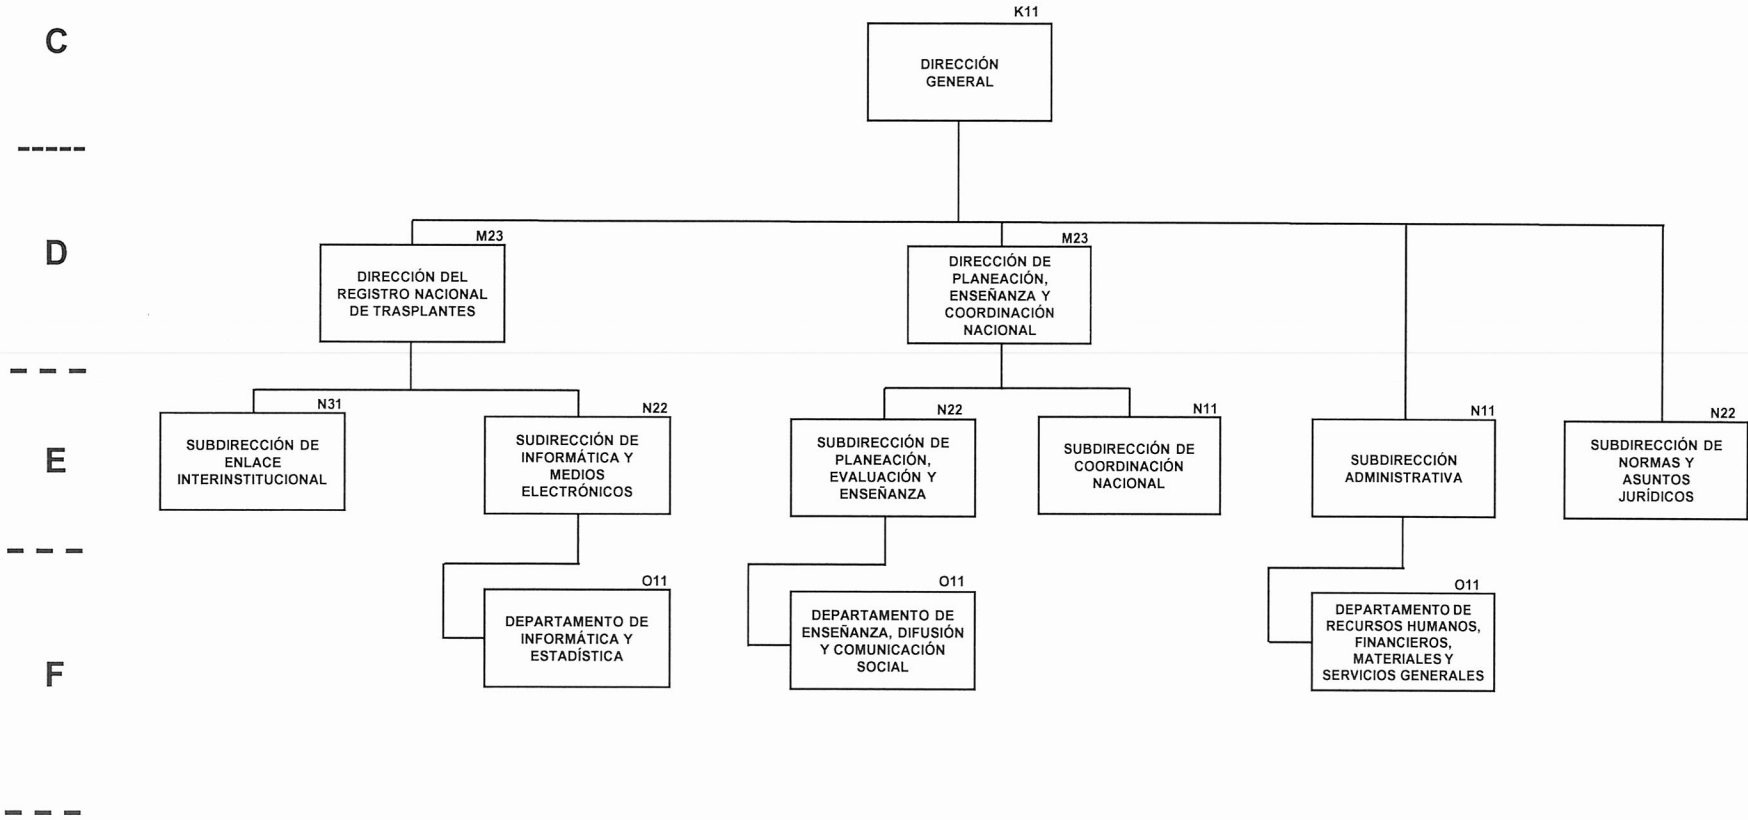 C
K11
DIRECCIÓN
GENERAL
D
M23
DIRECCIÓN DEL
REGISTRO NACIONAL
DE TRASPLANTES
M23
DIRECCIÓN DE
PLANEACIÓN,
ENSEÑANZA Y
COORDINACIÓN
NACIONAL
E
N31
SUBDIRECCIÓN DE
ENLACE
INTERINSTITUCIONAL
N22
SUDIRECCIÓN DE
INFORMÁTICA Y
MEDIOS
ELECTRÓNICOS
N22
SUBDIRECCIÓN DE
PLANEACIÓN,
EVALUACIÓN Y
ENSEÑANZA
N11
SUBDIRECCIÓN DE
COORDINACIÓN
NACIONAL
N11
SUBDIRECCIÓN
ADMINISTRATIVA
N22
SUBDIRECCIÓN DE
NORMAS Y
ASUNTOS
JURÍDICOS
F
O11
DEPARTAMENTO DE
INFORMÁTICA Y
ESTADÍSTICA
O11
DEPARTAMENTO DE
ENSEÑANZA, DIFUSIÓN
Y COMUNICACIÓN
SOCIAL
O11
DEPARTAMENTO DE
RECURSOS HUMANOS,
FINANCIEROS,
MATERIALES Y
SERVICIOS GENERALES